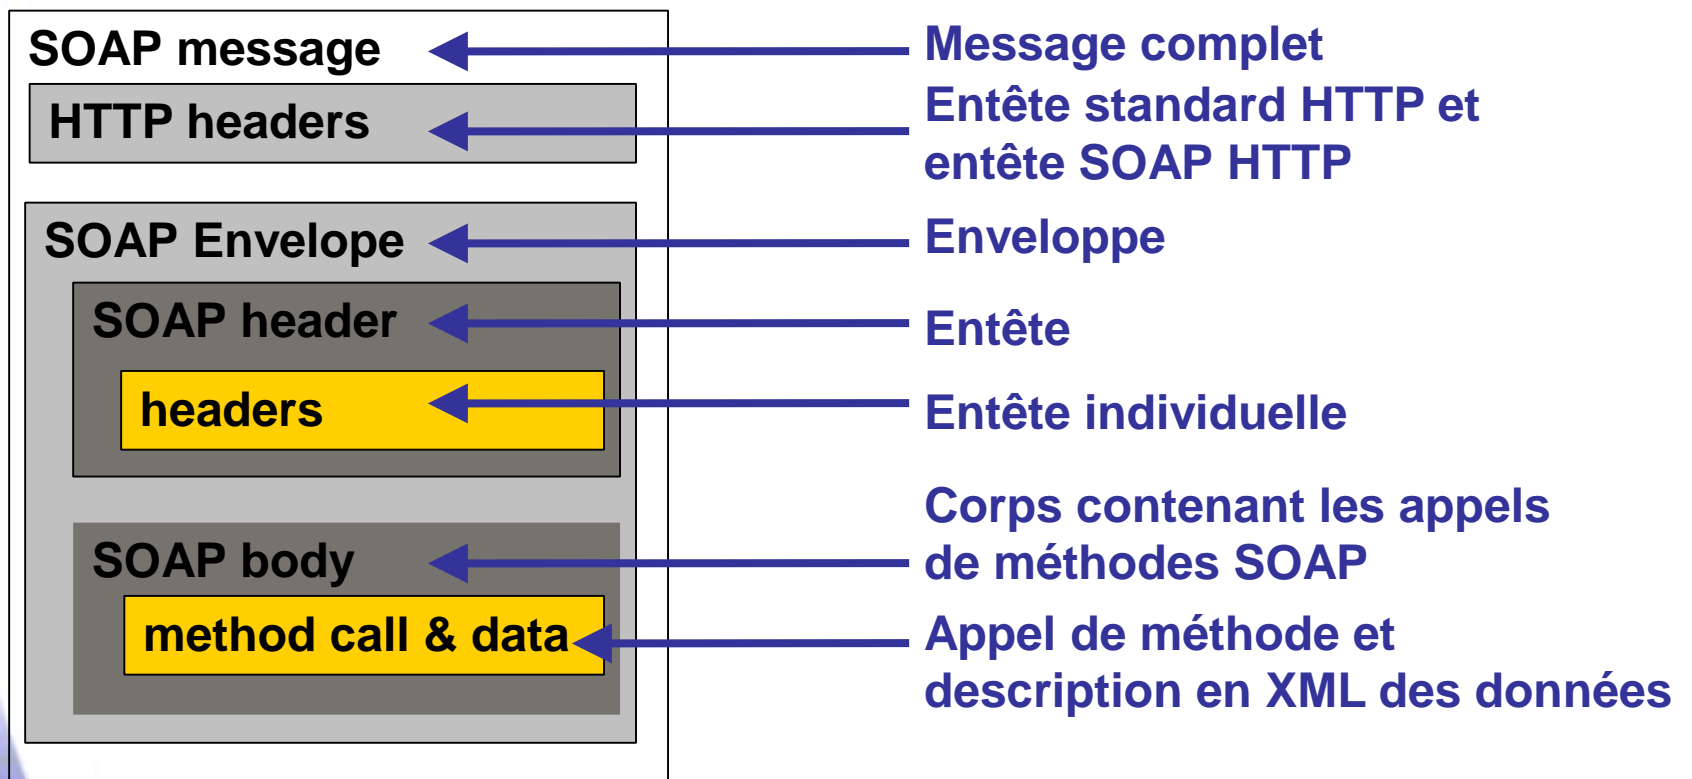 SOAP message
Message complet
HTTP headers
Entête standard HTTP et
entête SOAP HTTP
SOAP Envelope
Enveloppe
SOAP header
Entête
headers
Entête individuelle
SOAP body
Corps contenant les appels
de méthodes SOAP
method call & data
Appel de méthode et
description en XML des données